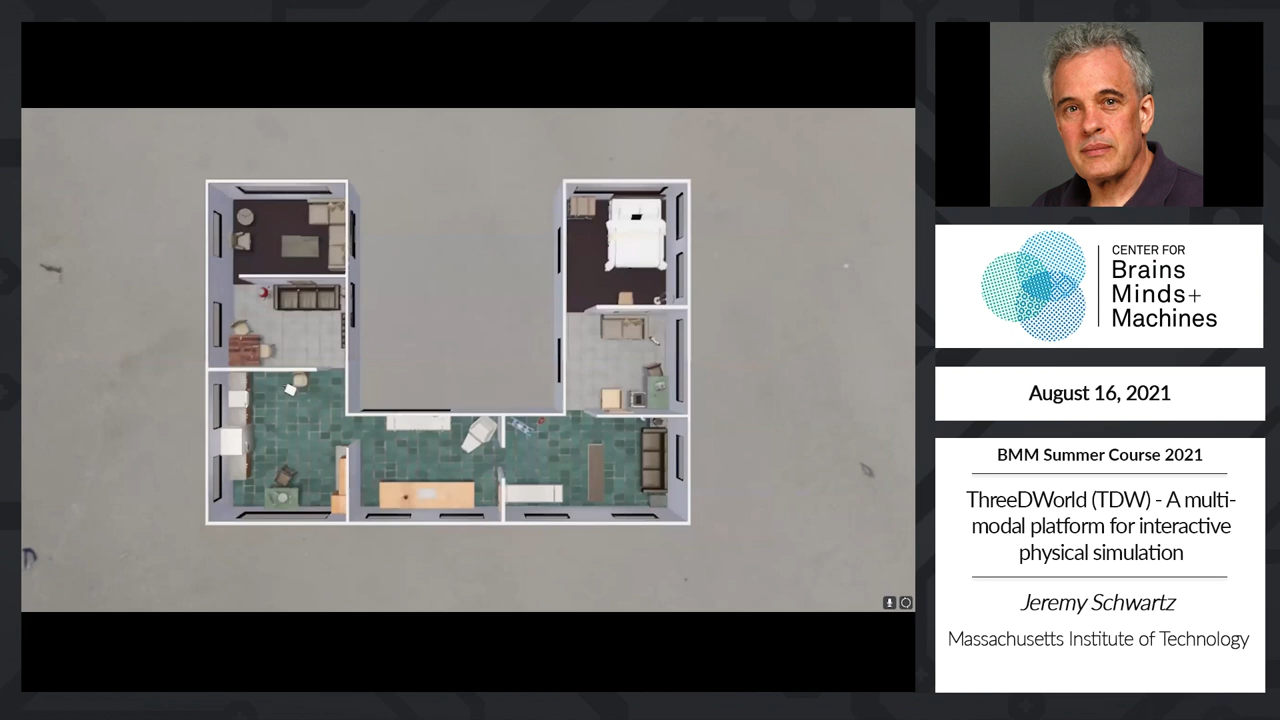 CENTER FOR
Brains
Minds+
Machines
August 16, 2021
BMM Summer Course 2021
ThreeDWorld (TDW) - A multi-
modal platform for interactive
physical simulation
Jeremy Schwartz
Massachusetts Institute of Technology